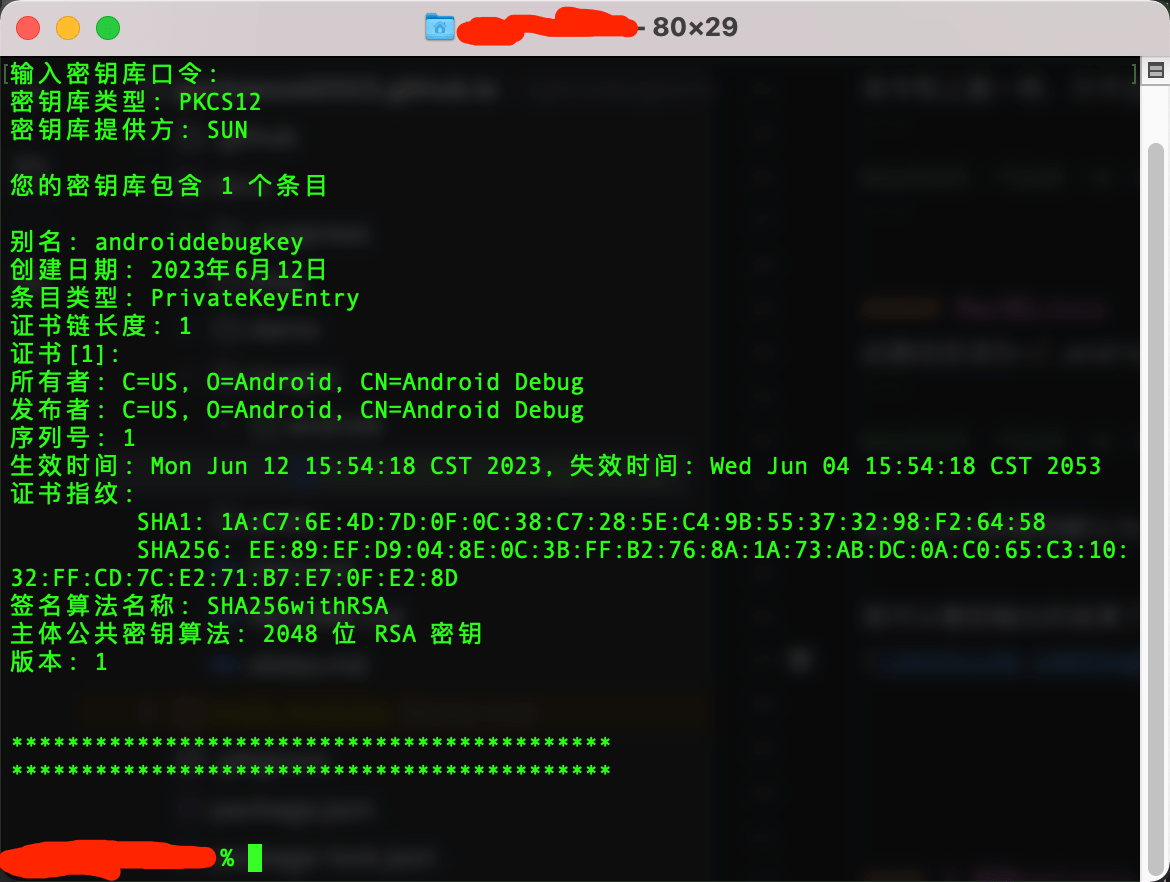 - 80×29
输入密钥库口令:
密钥库类型: PKCS12
密钥库提供方: SUN
您的密钥库包含 1 个条目
别名: androiddebugkey
创建日期: 2023年6月12日
条目类型: PrivateKeyEntry
证书链长度: 1
证书[1]:
所有者: C=US, O=Android, CN=Android Debug
发布者: C=US, O=Android, CN=Android Debug
序列号: 1
生效时间: Mon Jun 12 15:54:18 CST 2023, 失效时间: Wed Jun 04 15:54:18 CST 2053
证书指纹:
SHA1: 1A:C7:6E:4D:7D:0F:0C:38:C7:28:5E:C4:9B:55:37:32:98:F2:64:58
SHA256: EE:89:EF:D9:04:8E:0C:3B:FF:B2:76:8A:1A:73:AB:DC:0A:C0:65:C3:10:
32:FF:CD:7C:E2:71:B7:E7:0F:E2:8D
签名算法名称: SHA256withRSA
主体公共密钥算法: 2048 位 RSA 密钥
版本: 1
*******************************************
*******************************************
%